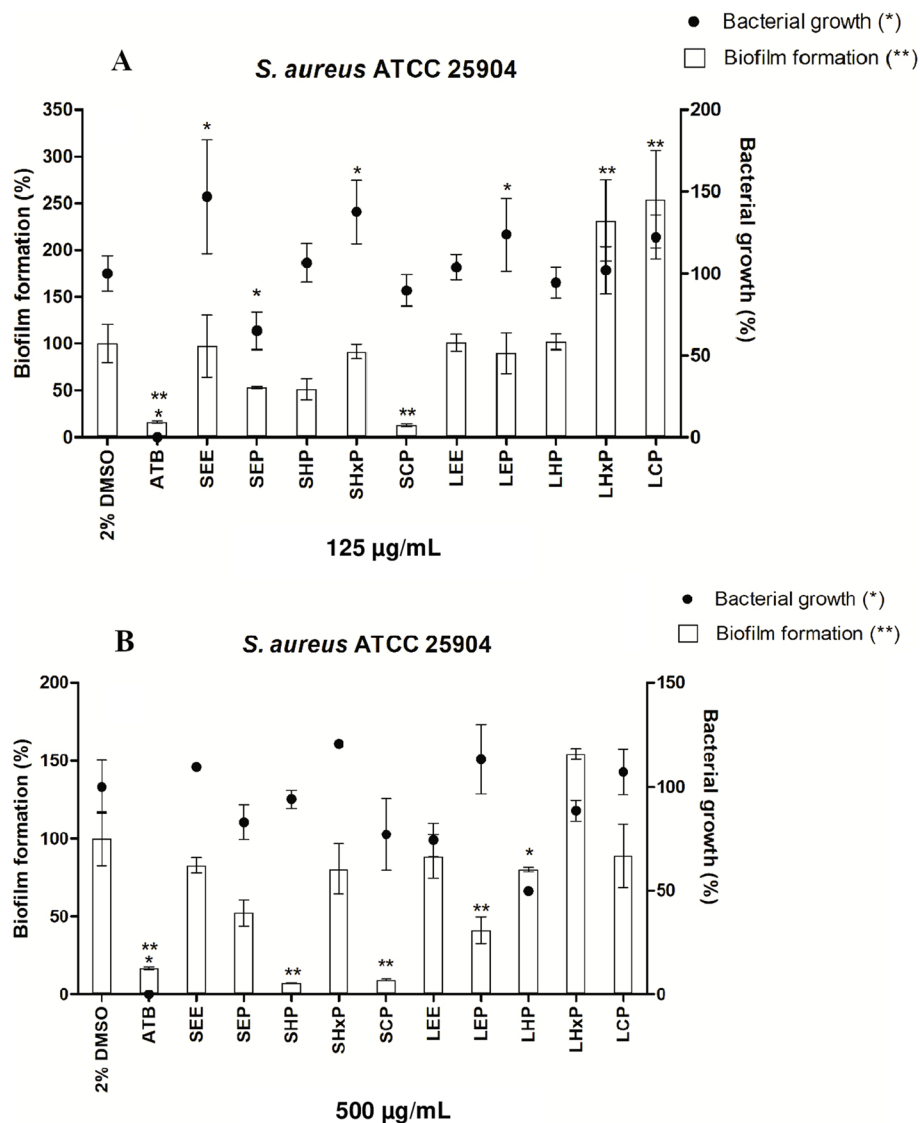 Bacterial growth (*)
Biofilm formation (**)
A
S. aureus ATCC 25904
Biofilm formation (%)
350
300
250
200
150
100
50
0
200
150
100
50
0
Bacterial growth (%)
*
*
*
*
**
**
**
*
**
2% DMSO
ATB
SEE
SEP
SHP
SHxP
SCP
LEE
LEP
LHP
LHxP
LCP
125 µg/mL
Bacterial growth (*)
Biofilm formation (**)
B
S. aureus ATCC 25904
Biofilm formation (%)
200
150
100
50
0
150
100
50
0
Bacterial growth (%)
**
*
**
**
**
*
2% DMSO
ATB
SEE
SEP
SHP
SHxP
SCP
LEE
LEP
LHP
LHxP
LCP
500 µg/mL